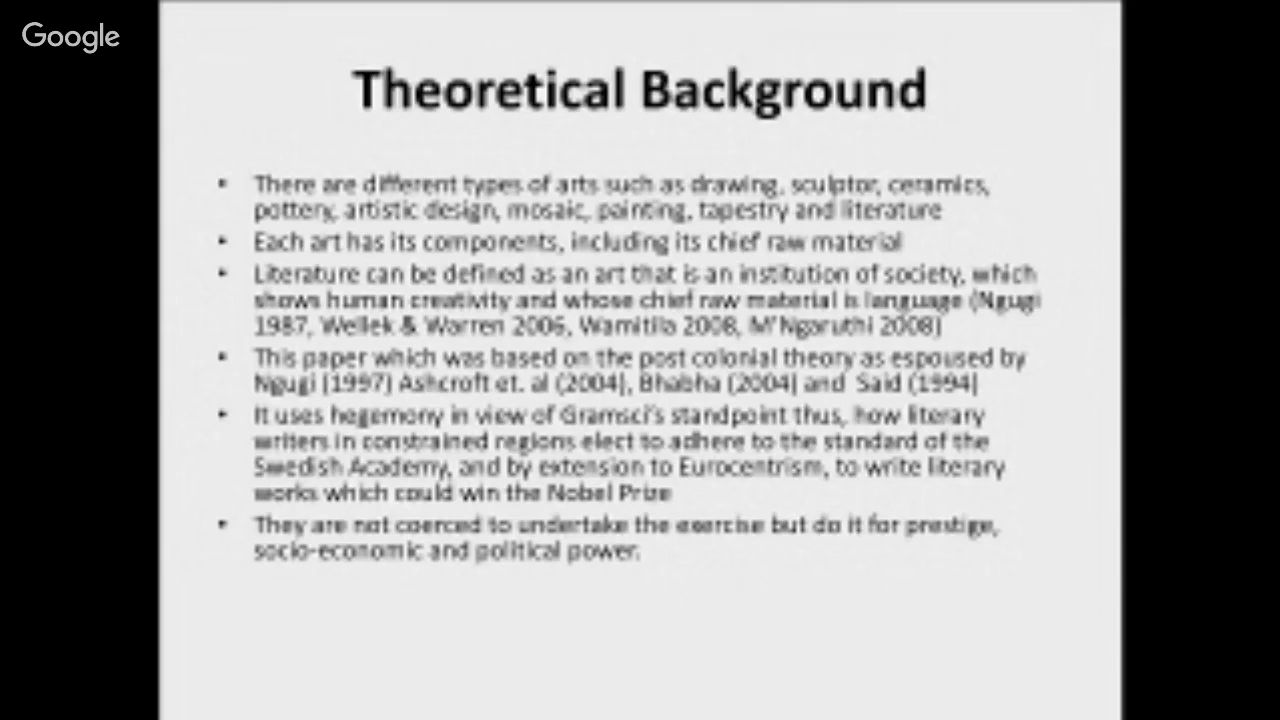 Google
Theoretical Background
• There are different types of arts such as drawing, sculptor, ceramics,
pottery, artistic design, mosaic, painting, tapestry and literature
• Each art has its components, including its chief raw material
• Literature can be defined as an art that is an institution of society, which
shows human creativity and whose chief raw material is language (Ngugi
1987, Wellek & Warren 2006, Wamitila 2008, M'Ngaruthi 2008)
• This paper which was based on the post colonial theory as espoused by
Ngugi (1997) Ashcroft et. al (2004), Bhabha (2004) and Said (1994)
• It uses hegemony in view of Gramsci's standpoint thus, how literary
writers in constrained regions elect to adhere to the standard of the
Swedish Academy, and by extension to Eurocentrism, to write literary
works which could win the Nobel Prize
• They are not coerced to undertake the exercise but do it for prestige,
socio-economic and political power.